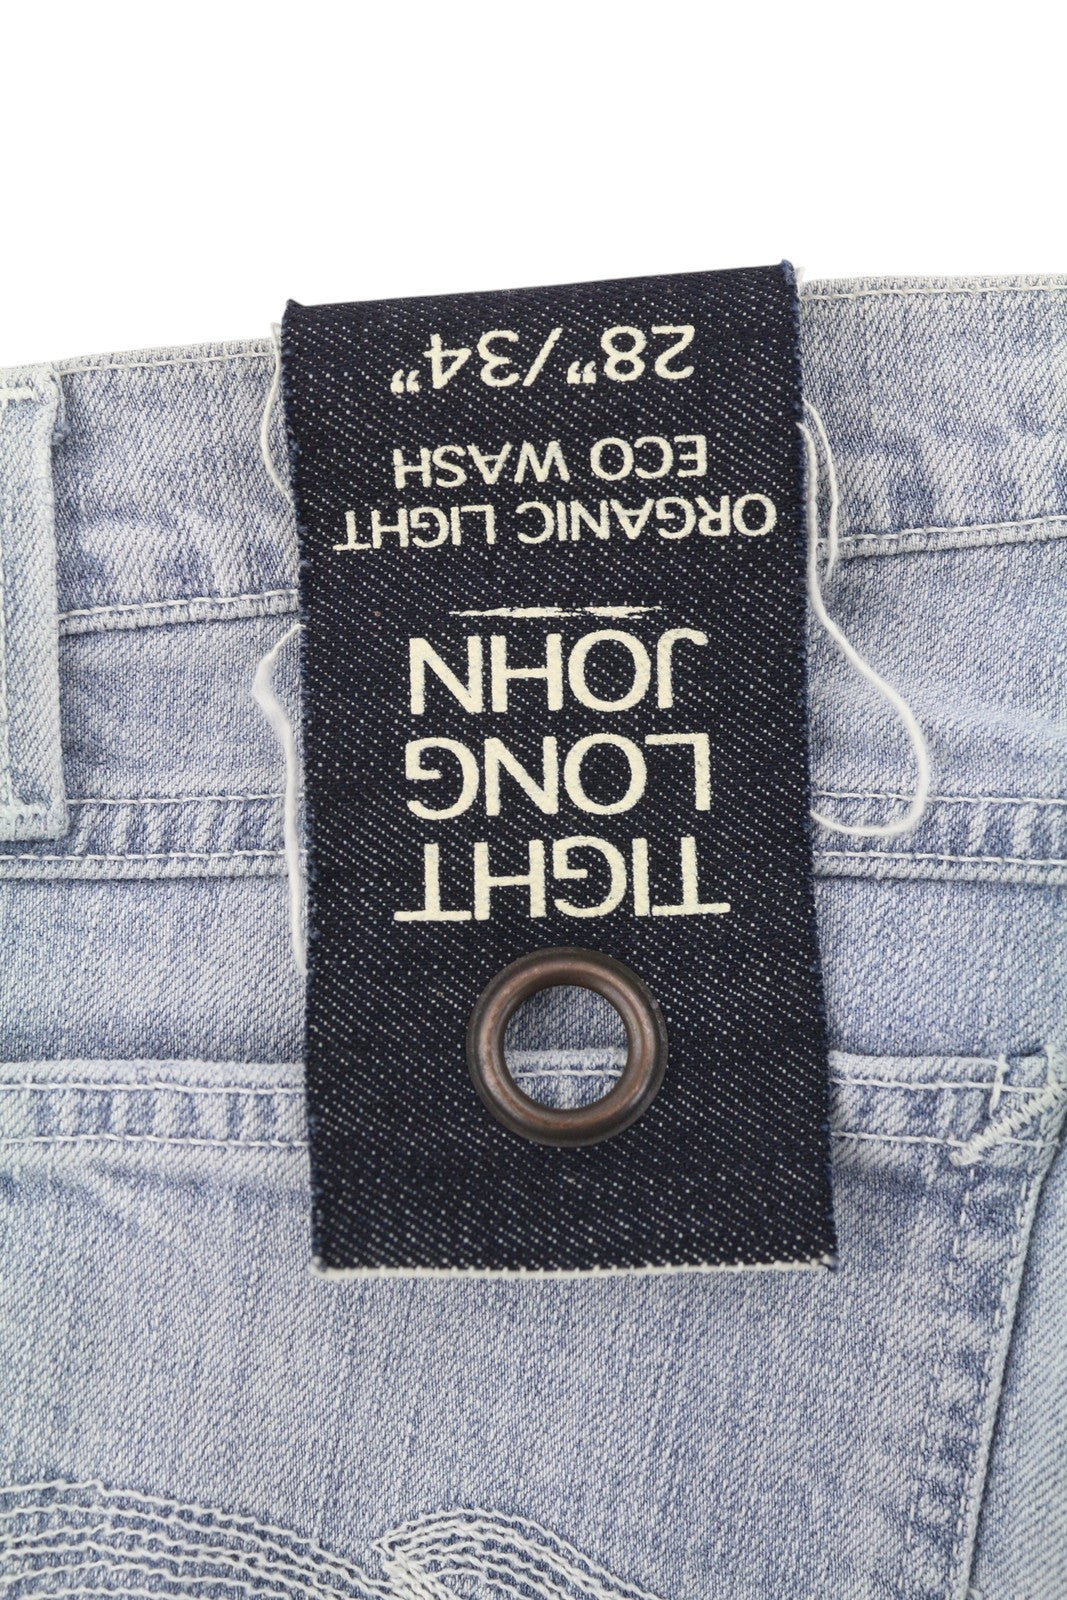 TIGHT
LONG
JOHN
ORGANIC LIGHT
ECO WASH
28”/34”